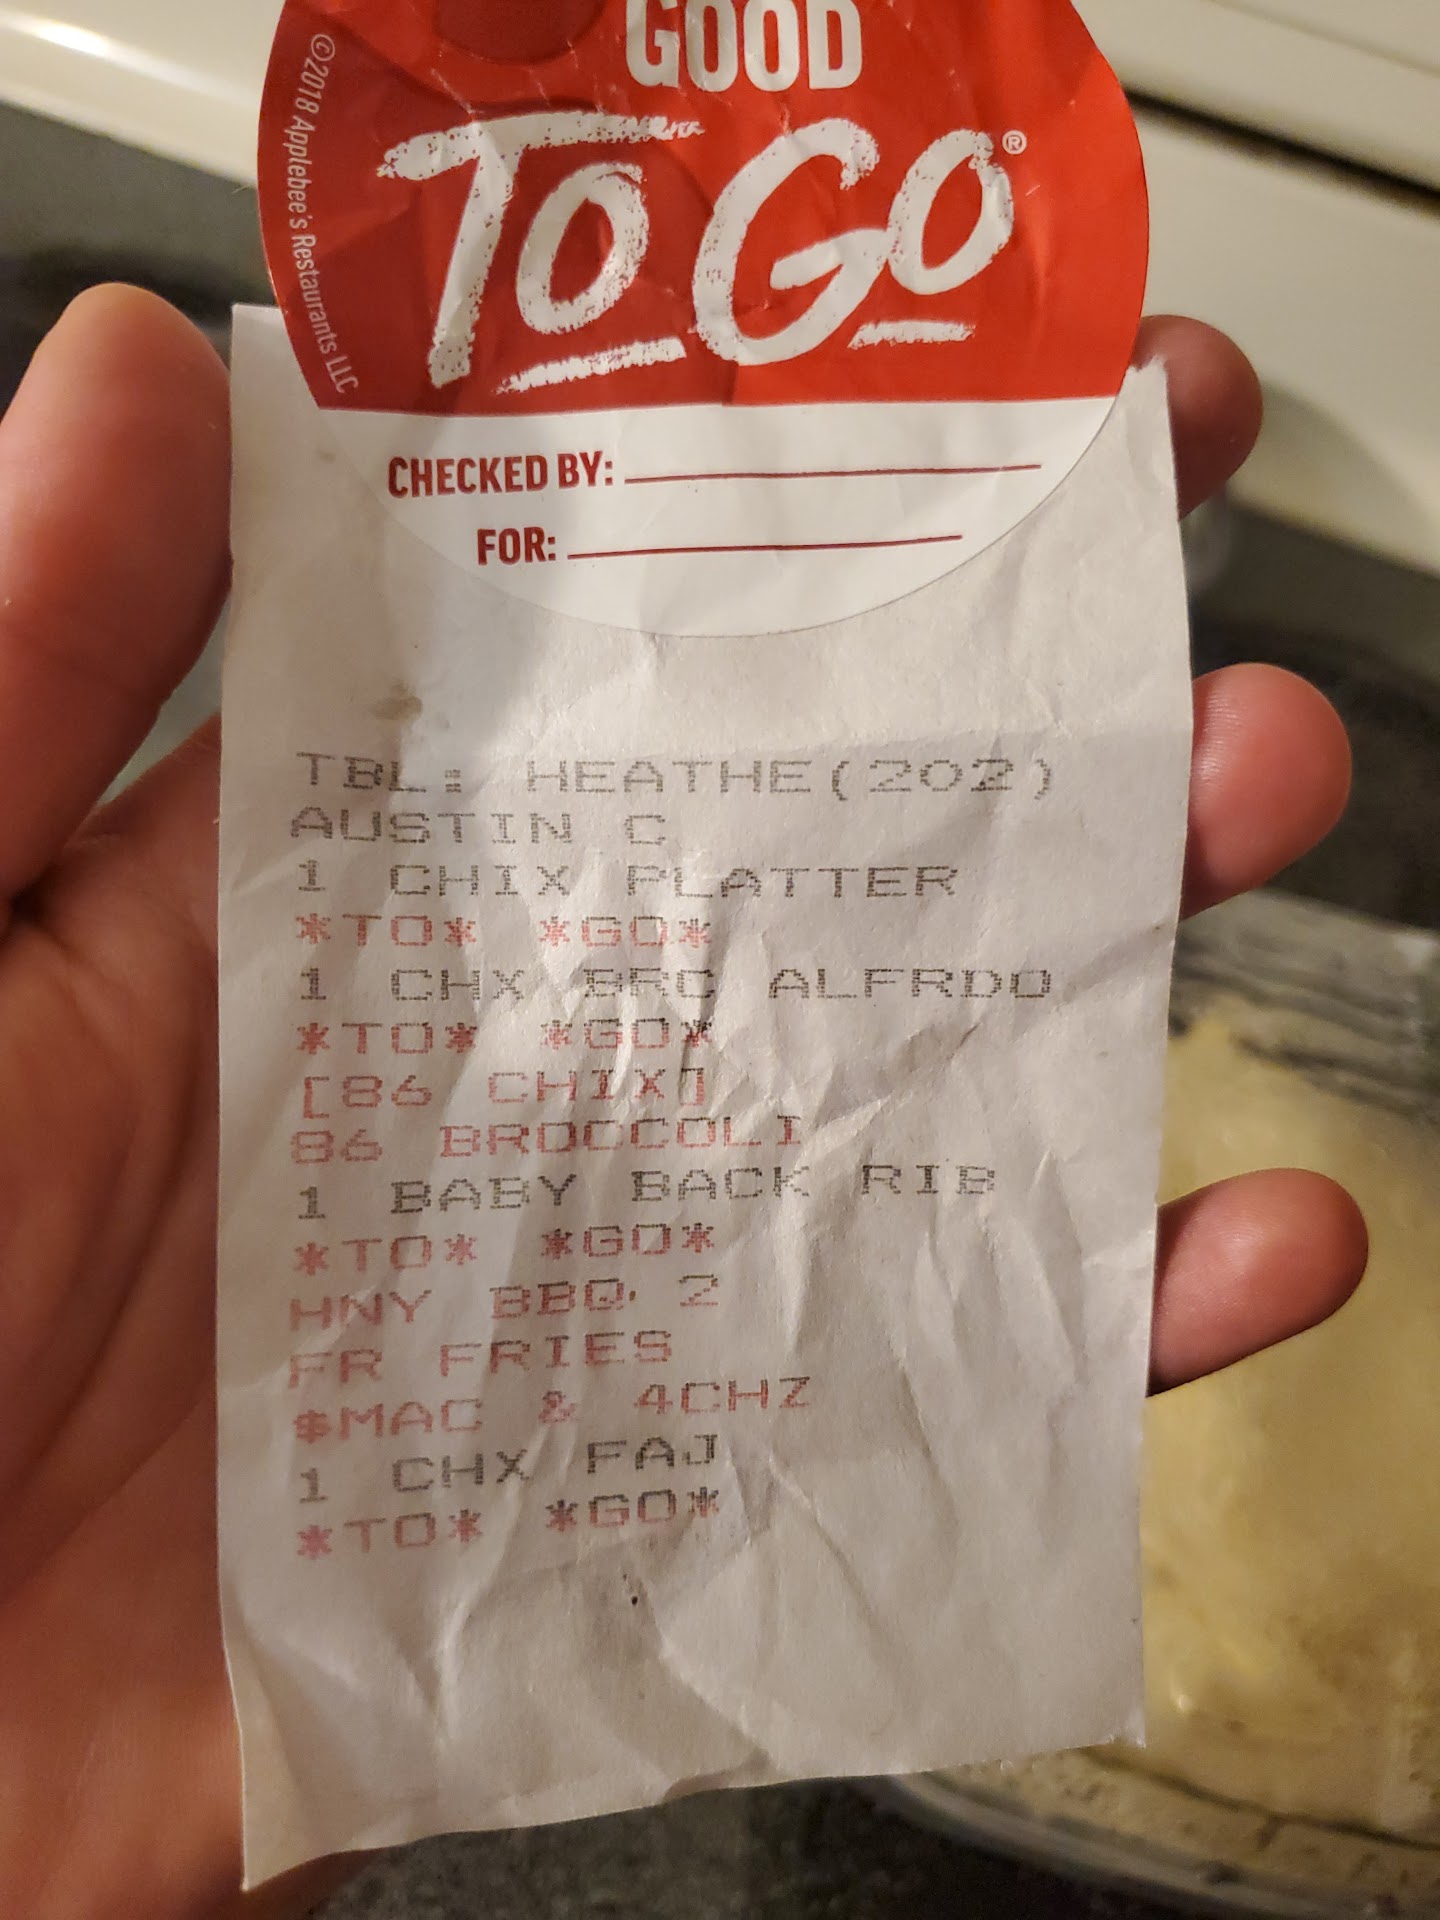 GOOD
To Go®
©2018 Applebee's Restaurants LLC
CHECKED BY:
FOR:
TBL: HEATHE(202)
AUSTIN C
1 CHIX PLATTER
*TO* *GO*
1 CHX BRC ALFRDO
*TO* *GO*
[86 CHIX]
86 BROCCOLI
1 BABY BACK RIB
*TO* *GO*
HNY BBQ 2
FR FRIES
$MAC & 4CHZ
1 CHX FAJ
*TO* *GO*